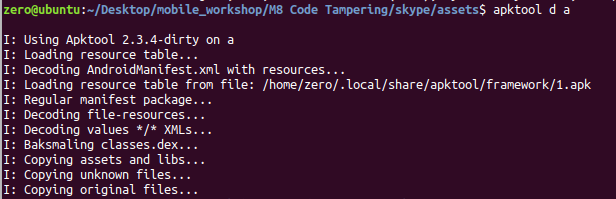 zero@ubuntu:~/Desktop/mobile_workshop/M8 Code Tampering/skype/assets$ apktool d a
I: Using Apktool 2.3.4-dirty on a
I: Loading resource table...
I: Decoding AndroidManifest.xml with resources...
I: Loading resource table from file: /home/zero/.local/share/apktool/framework/1.apk
I: Regular manifest package...
I: Decoding file-resources...
I: Decoding values */* XMLs...
I: Baksmaling classes.dex...
I: Copying assets and libs...
I: Copying unknown files...
I: Copying original files...